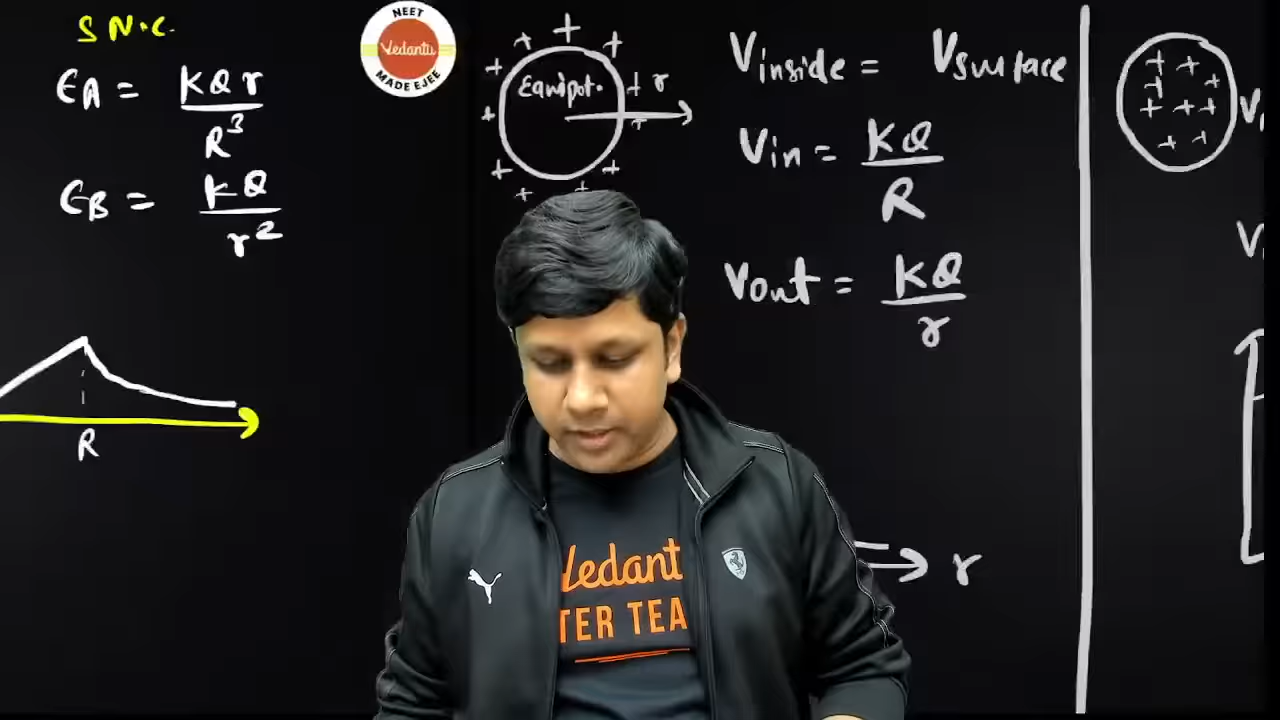 S N.C.
EA = KQr / R³
EB = KQ / r²
R
NEET
Vedantu
MADE EJEE
Equipot.
r
Vinside = Vsurface
Vin = KQ / R
Vout = KQ / r
r
Vedant
TER TEA